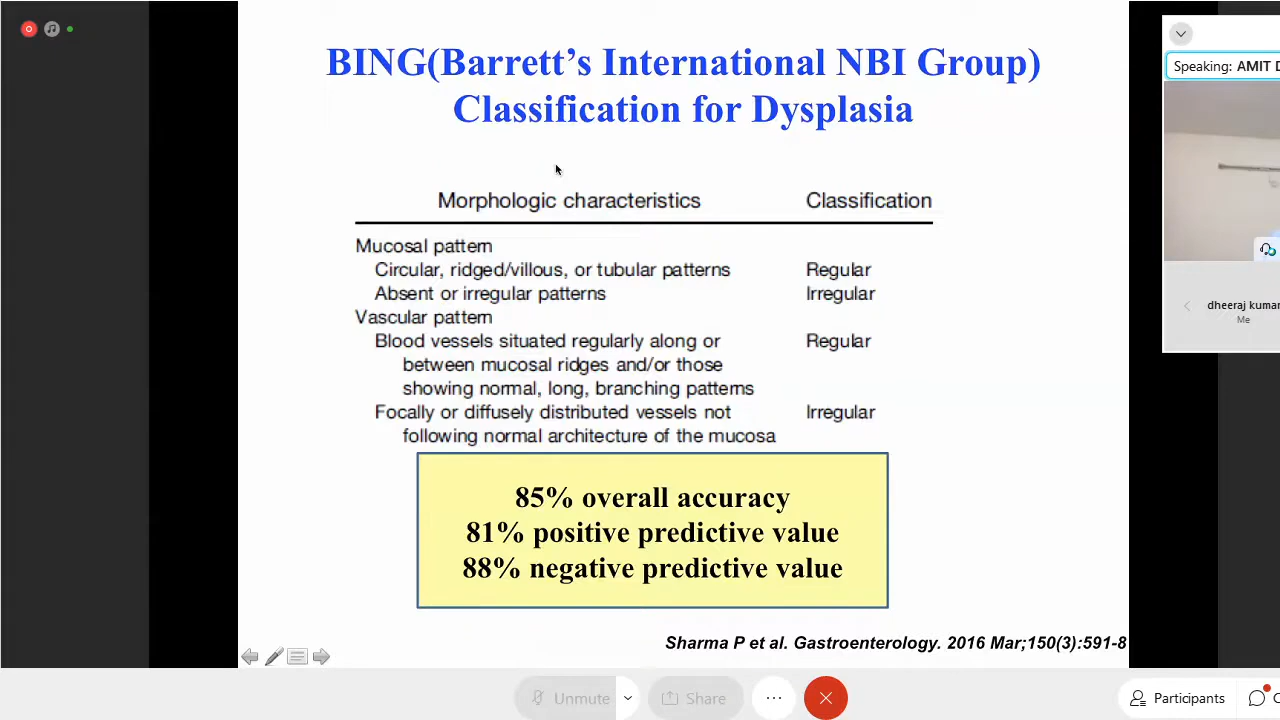 BING(Barrett’s International NBI Group)
Classification for Dysplasia
Morphologic characteristics Classification
Mucosal pattern
Circular, ridged/villous, or tubular patterns Regular
Absent or irregular patterns Irregular
Vascular pattern
Blood vessels situated regularly along or Regular
between mucosal ridges and/or those
showing normal, long, branching patterns
Focally or diffusely distributed vessels not Irregular
following normal architecture of the mucosa
85% overall accuracy
81% positive predictive value
88% negative predictive value
Sharma P et al. Gastroenterology. 2016 Mar;150(3):591-8
Speaking: AMIT D
dheeraj kumar
Me
Unmute
Share
Participants